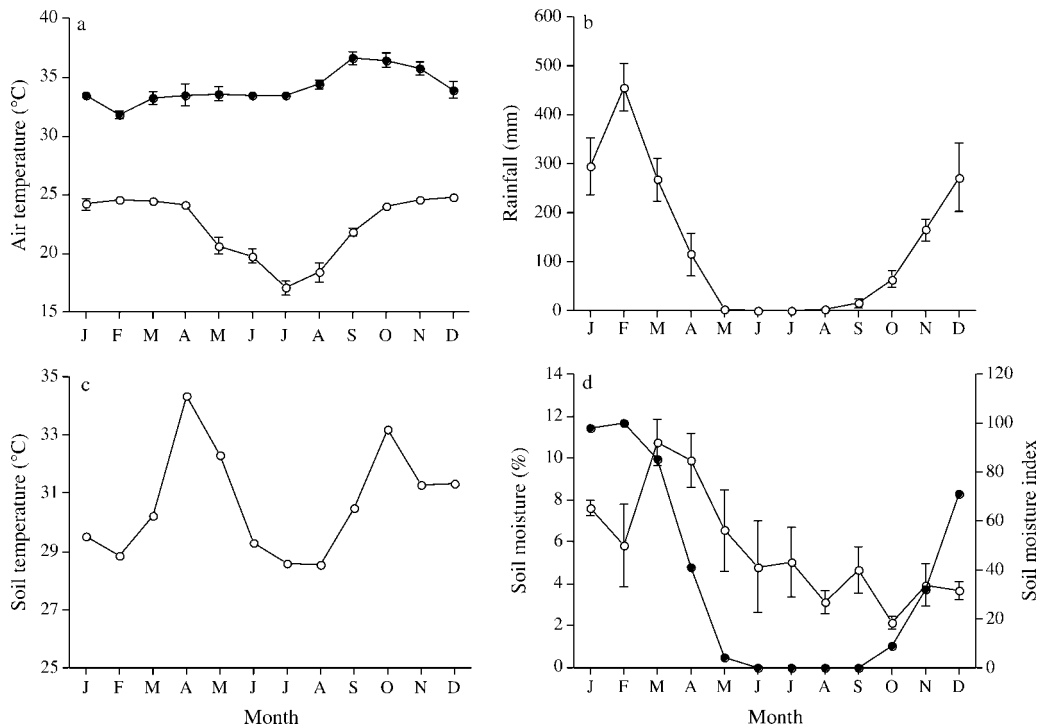 a
40
35
30
25
20
15
Air temperature (°C)
J F M A M J J A S O N D
b
600
500
400
300
200
100
0
Rainfall (mm)
J F M A M J J A S O N D
c
35
33
31
29
27
25
Soil temperature (°C)
J F M A M J J A S O N D
Month
d
14
12
10
8
6
4
2
0
Soil moisture (%)
120
100
80
60
40
20
0
Soil moisture index
J F M A M J J A S O N D
Month